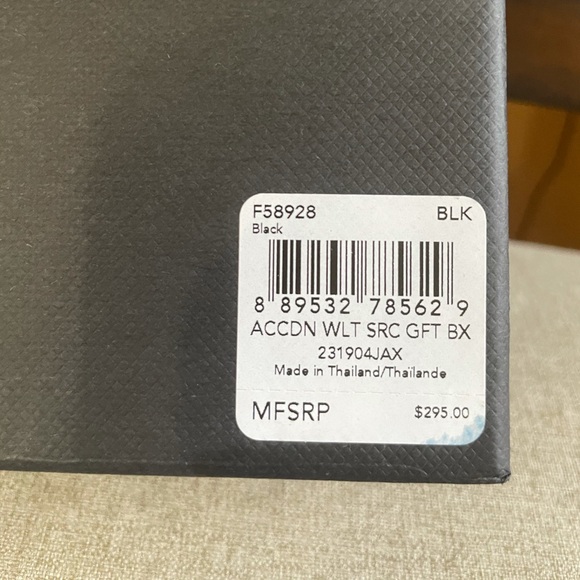 F58928 BLK
Black
8 89532 78562 9
ACCDN WLT SRC GFT BX
231904JAX
Made in Thailand/Thaïlande
MFSRP $295.00